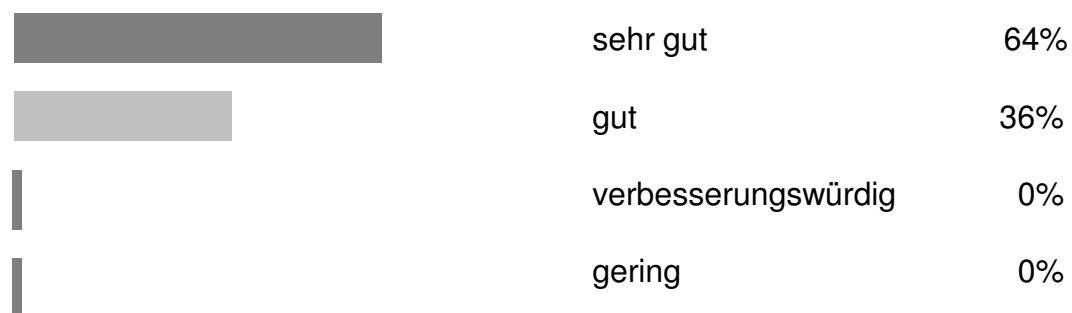 sehr gut 64%
gut 36%
verbesserungswürdig 0%
gering 0%